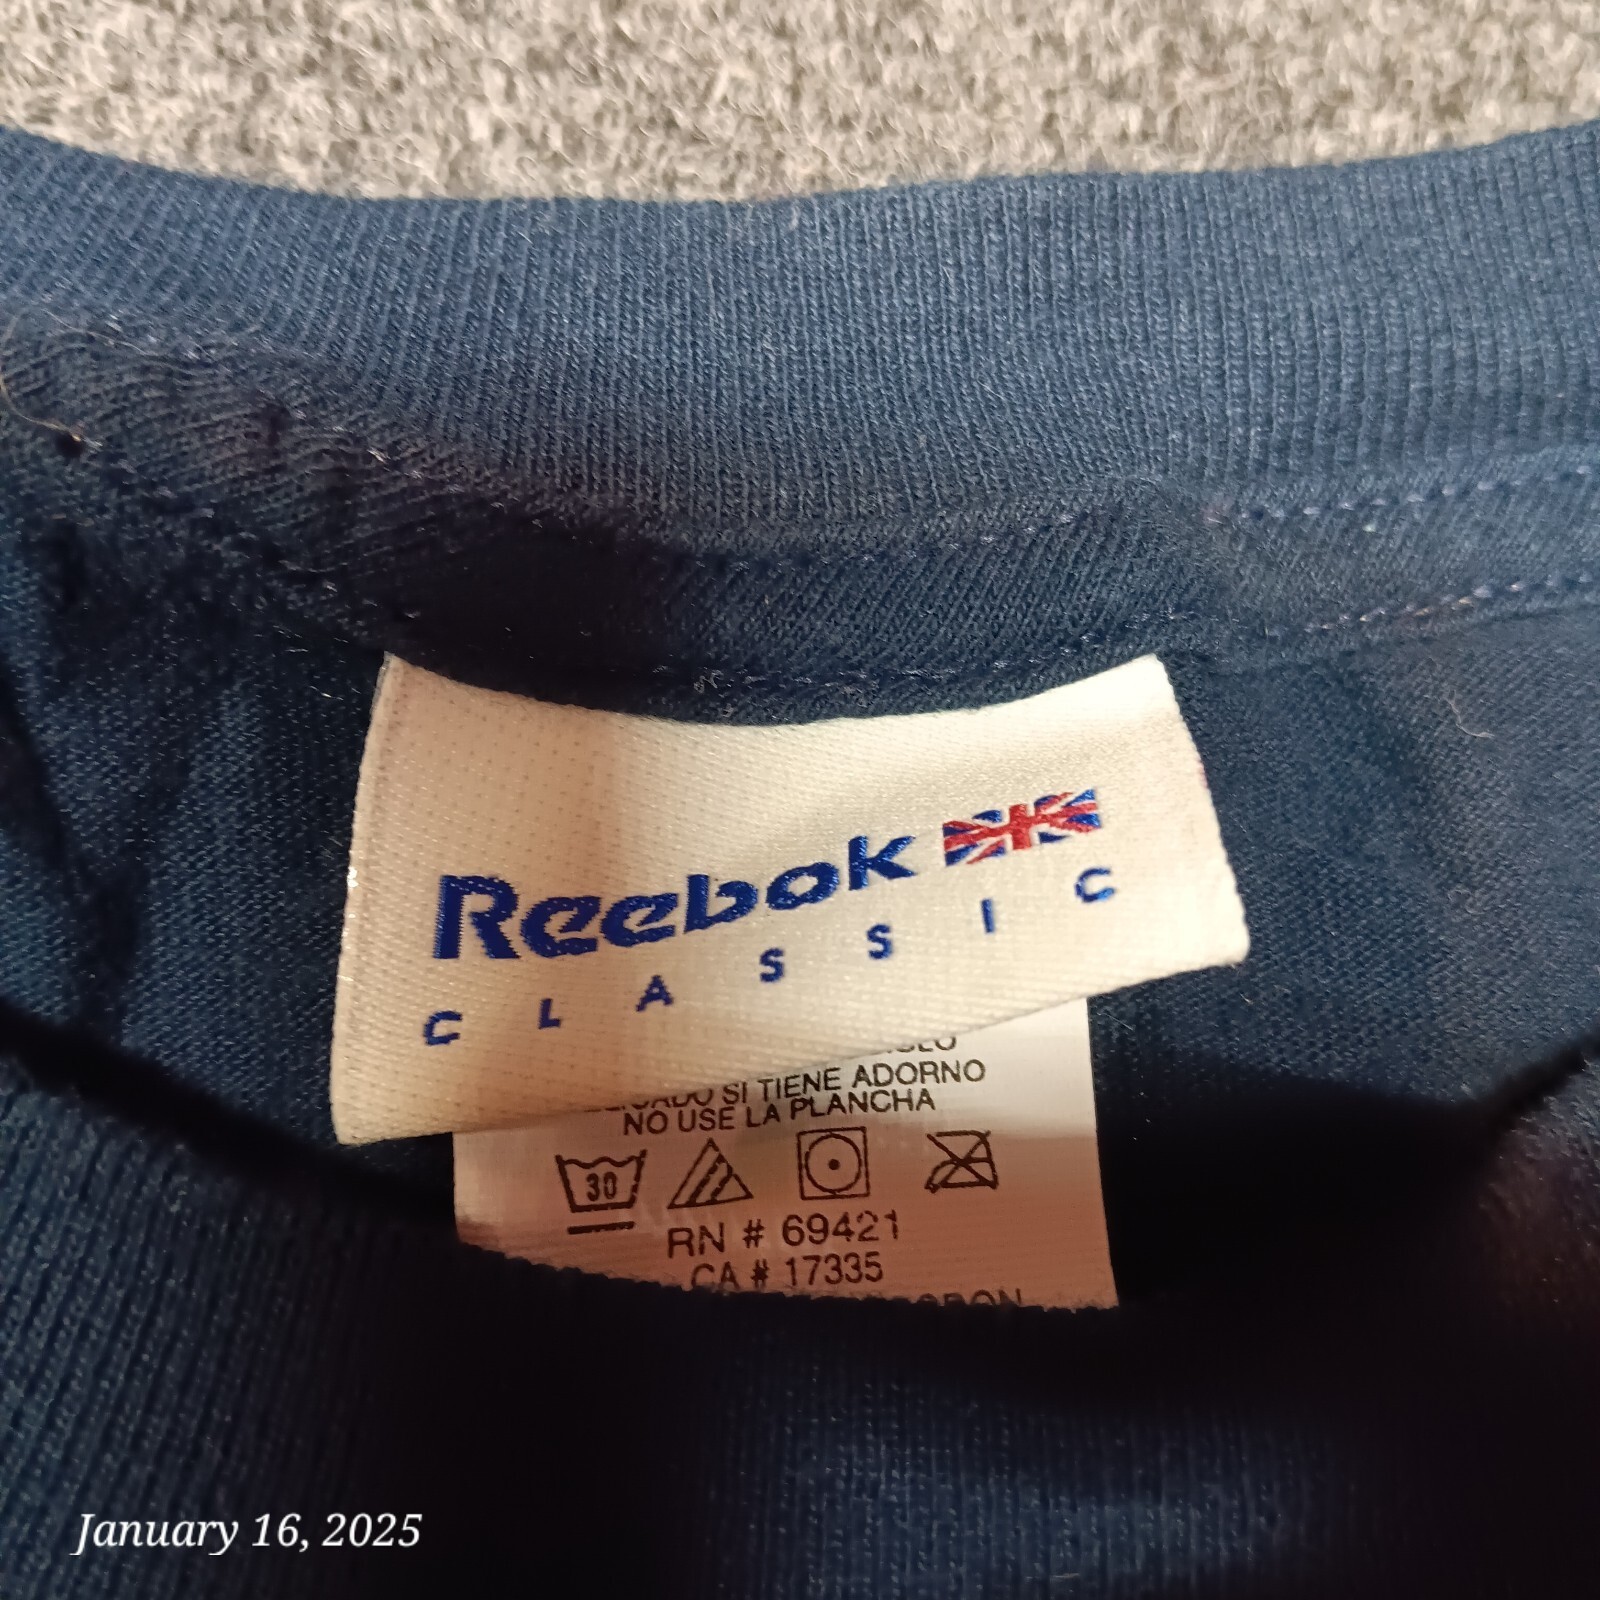 Reebok
CLASSIC
SI TIENE ADORNO
NO USE LA PLANCHA
30
RN # 69421
CA # 17335
January 16, 2025